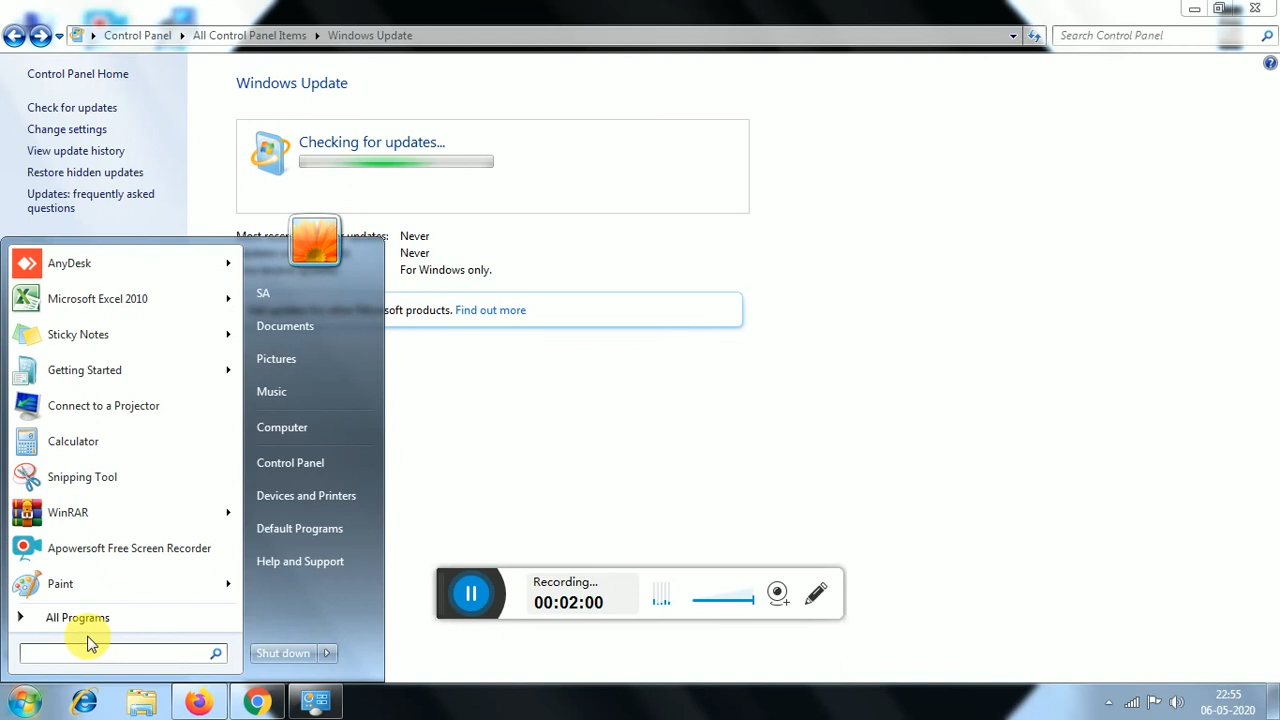 Control Panel
All Control Panel Items
Windows Update
Search Control Panel
Control Panel Home
Check for updates
Change settings
View update history
Restore hidden updates
Updates: frequently asked
questions
Windows Update
Checking for updates...
Never
Never
For Windows only.
soft products. Find out more
AnyDesk
Microsoft Excel 2010
Sticky Notes
Getting Started
Connect to a Projector
Calculator
Snipping Tool
WinRAR
Apowersoft Free Screen Recorder
Paint
All Programs
SA
Documents
Pictures
Music
Computer
Control Panel
Devices and Printers
Default Programs
Help and Support
Shut down
Recording...
00:02:00
22:55
06-05-2020